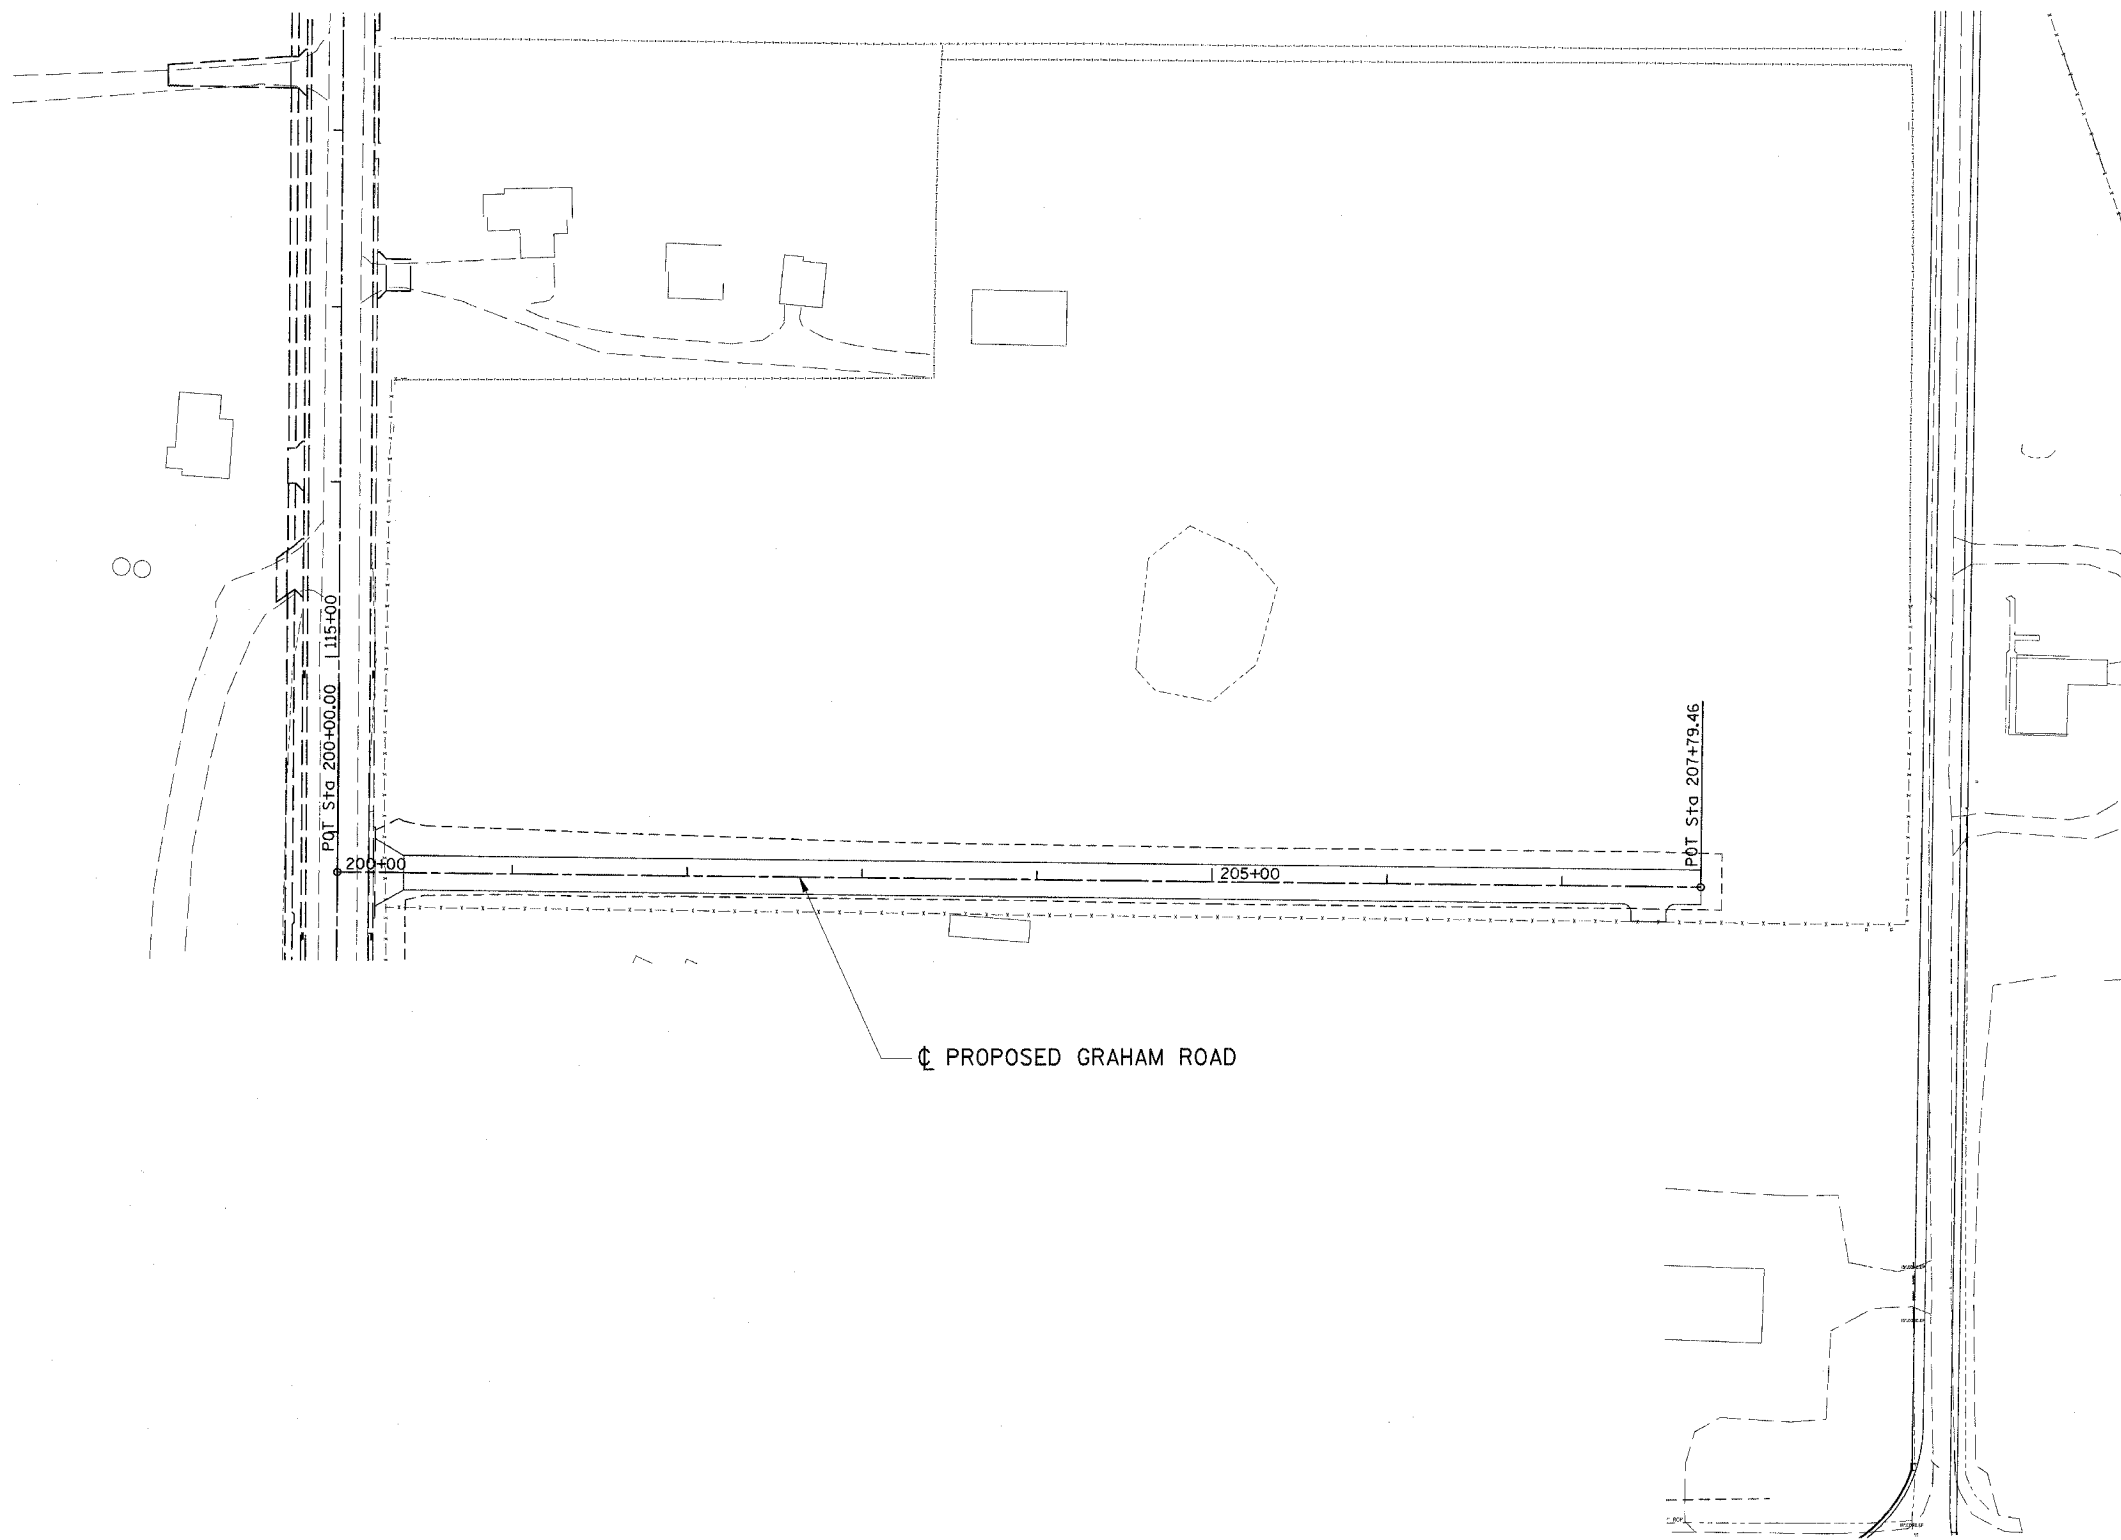 115+00
POT Sta 200+00.00
200+00
205+00
POT Sta 207+79.46
℄ PROPOSED GRAHAM ROAD